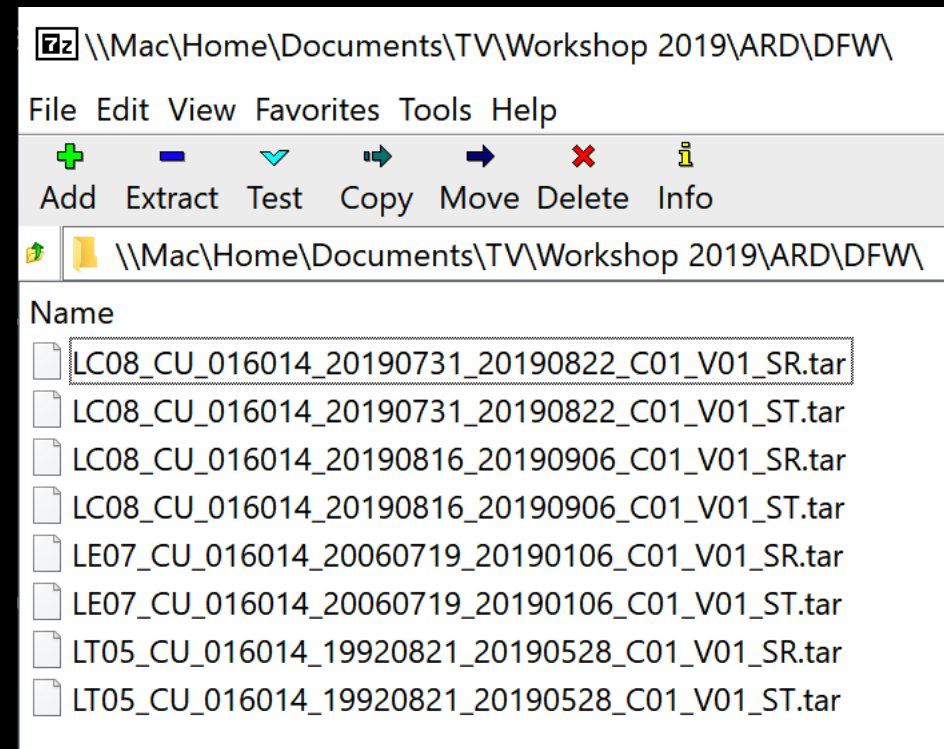 7z \\Mac\Home\Documents\TV\Workshop 2019\ARD\DFW\
File Edit View Favorites Tools Help
Add Extract Test Copy Move Delete Info
\\Mac\Home\Documents\TV\Workshop 2019\ARD\DFW\
Name
LC08_CU_016014_20190731_20190822_C01_V01_SR.tar
LC08_CU_016014_20190731_20190822_C01_V01_ST.tar
LC08_CU_016014_20190816_20190906_C01_V01_SR.tar
LC08_CU_016014_20190816_20190906_C01_V01_ST.tar
LE07_CU_016014_20060719_20190106_C01_V01_SR.tar
LE07_CU_016014_20060719_20190106_C01_V01_ST.tar
LT05_CU_016014_19920821_20190528_C01_V01_SR.tar
LT05_CU_016014_19920821_20190528_C01_V01_ST.tar